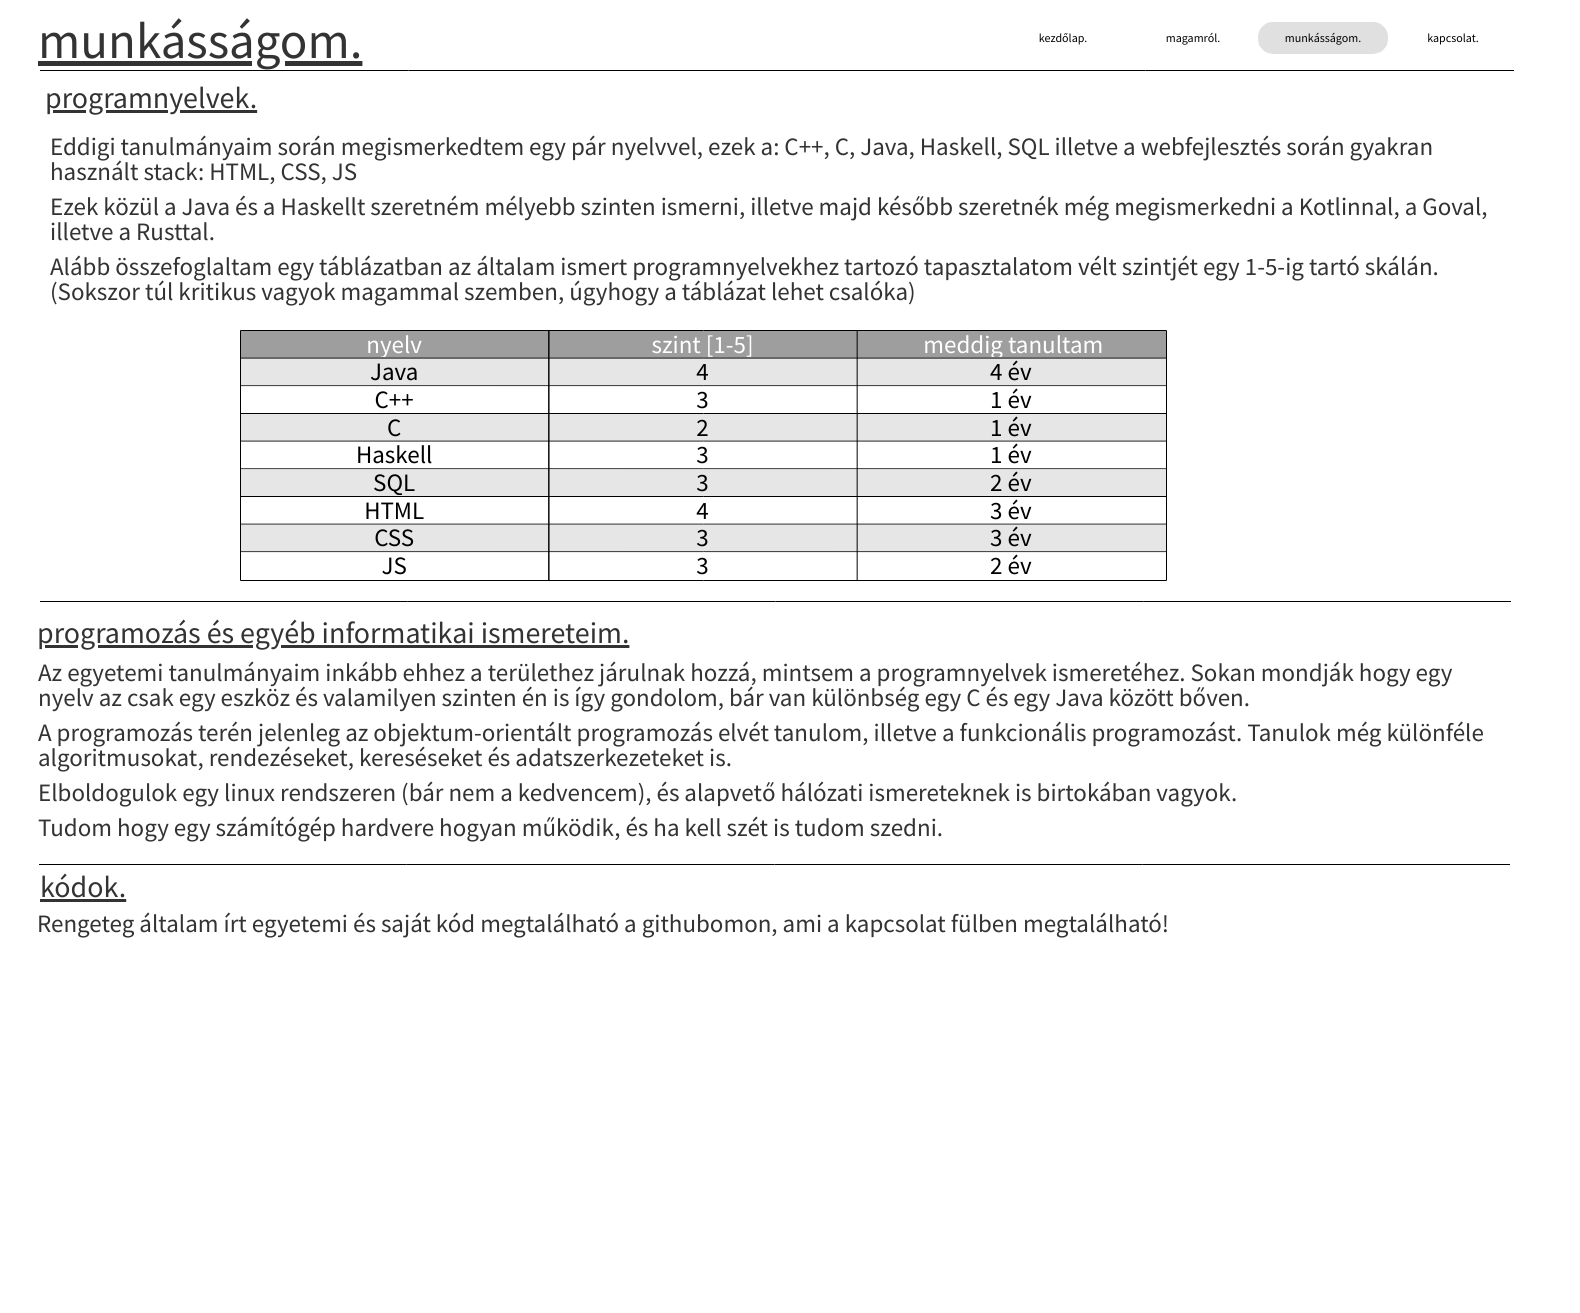 munkásságom.
kezdőlap. magamról. munkásságom. kapcsolat.
programnyelvek.
Eddigi tanulmányaim során megismerkedtem egy pár nyelvvel, ezek a: C++, C, Java, Haskell, SQL illetve a webfejlesztés során gyakran
használt stack: HTML, CSS, JS
Ezek közül a Java és a Haskellt szeretném mélyebb szinten ismerni, illetve majd később szeretnék még megismerkedni a Kotlinnal, a Goval,
illetve a Rusttal.
Alább összefoglaltam egy táblázatban az általam ismert programnyelvekhez tartozó tapasztalatom vélt szintjét egy 1-5-ig tartó skálán.
(Sokszor túl kritikus vagyok magammal szemben, úgyhogy a táblázat lehet csalóka)
nyelv szint [1-5] meddig tanultam
Java 4 4 év
C++ 3 1 év
C 2 1 év
Haskell 3 1 év
SQL 3 2 év
HTML 4 3 év
CSS 3 3 év
JS 3 2 év
programozás és egyéb informatikai ismereteim.
Az egyetemi tanulmányaim inkább ehhez a területhez járulnak hozzá, mintsem a programnyelvek ismeretéhez. Sokan mondják hogy egy
nyelv az csak egy eszköz és valamilyen szinten én is így gondolom, bár van különbség egy C és egy Java között bőven.
A programozás terén jelenleg az objektum-orientált programozás elvét tanulom, illetve a funkcionális programozást. Tanulok még különféle
algoritmusokat, rendezéseket, kereséseket és adatszerkezeteket is.
Elboldogulok egy linux rendszeren (bár nem a kedvencem), és alapvető hálózati ismereteknek is birtokában vagyok.
Tudom hogy egy számítógép hardvere hogyan működik, és ha kell szét is tudom szedni.
kódok.
Rengeteg általam írt egyetemi és saját kód megtalálható a githubomon, ami a kapcsolat fülben megtalálható!